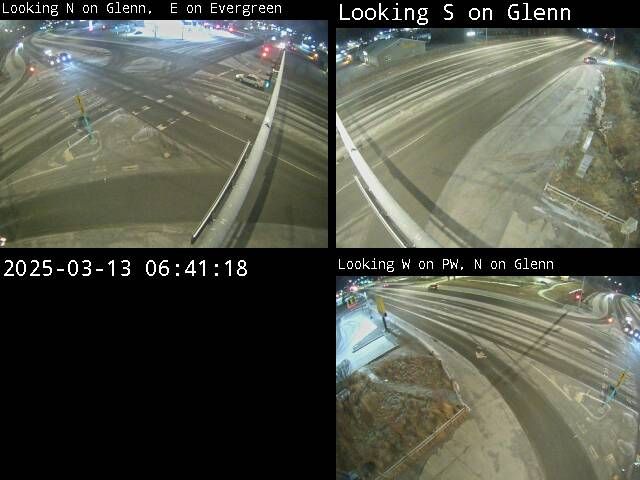 Looking N on Glenn, E on Evergreen
Looking S on Glenn
2025-03-13 06:41:18
Looking W on PW, N on Glenn